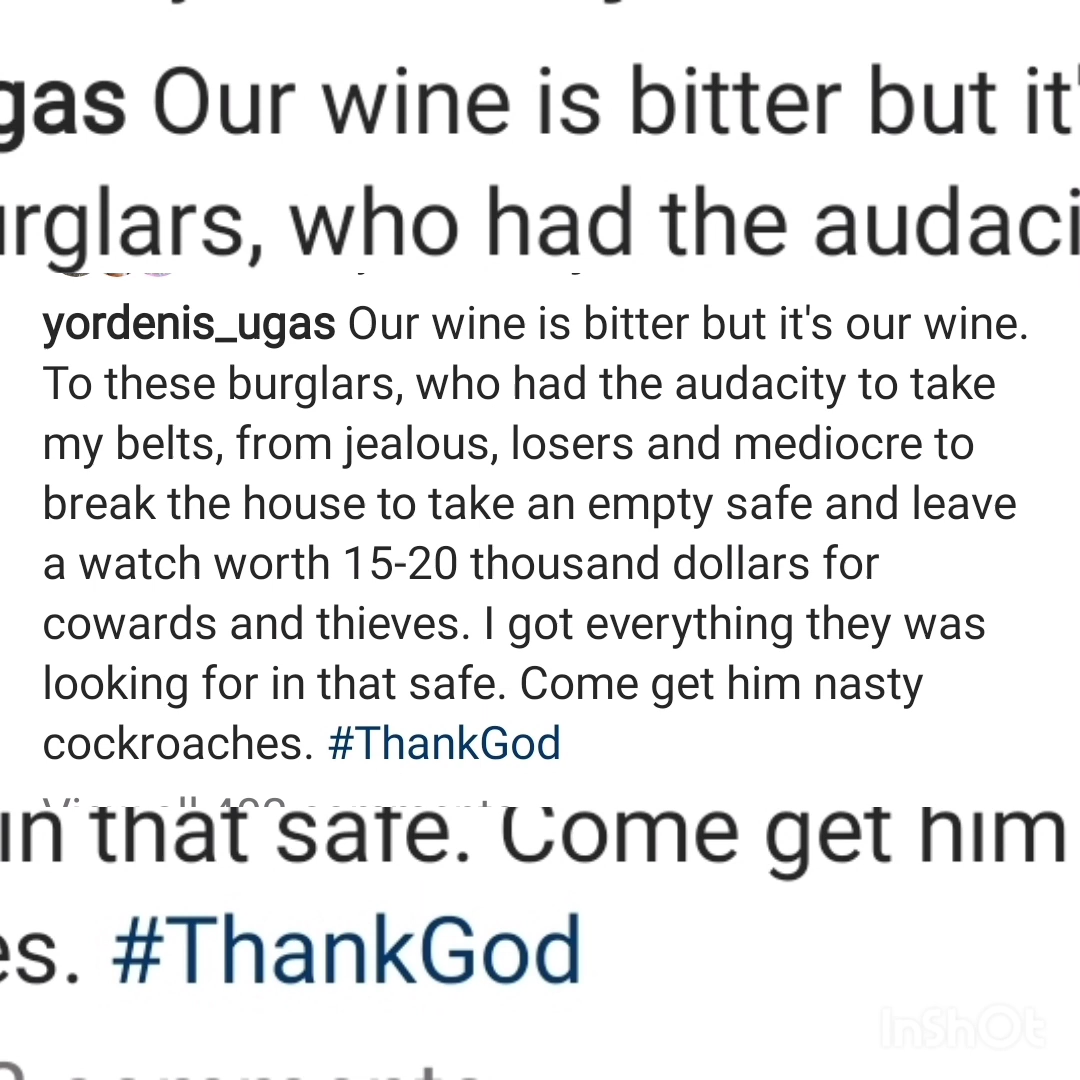 gas Our wine is bitter but it'
urglars, who had the audaci
yordenis_ugas Our wine is bitter but it's our wine.
To these burglars, who had the audacity to take
my belts, from jealous, losers and mediocre to
break the house to take an empty safe and leave
a watch worth 15-20 thousand dollars for
cowards and thieves. I got everything they was
looking for in that safe. Come get him nasty
cockroaches. #ThankGod
in that safe. Come get him
es. #ThankGod
InShOt